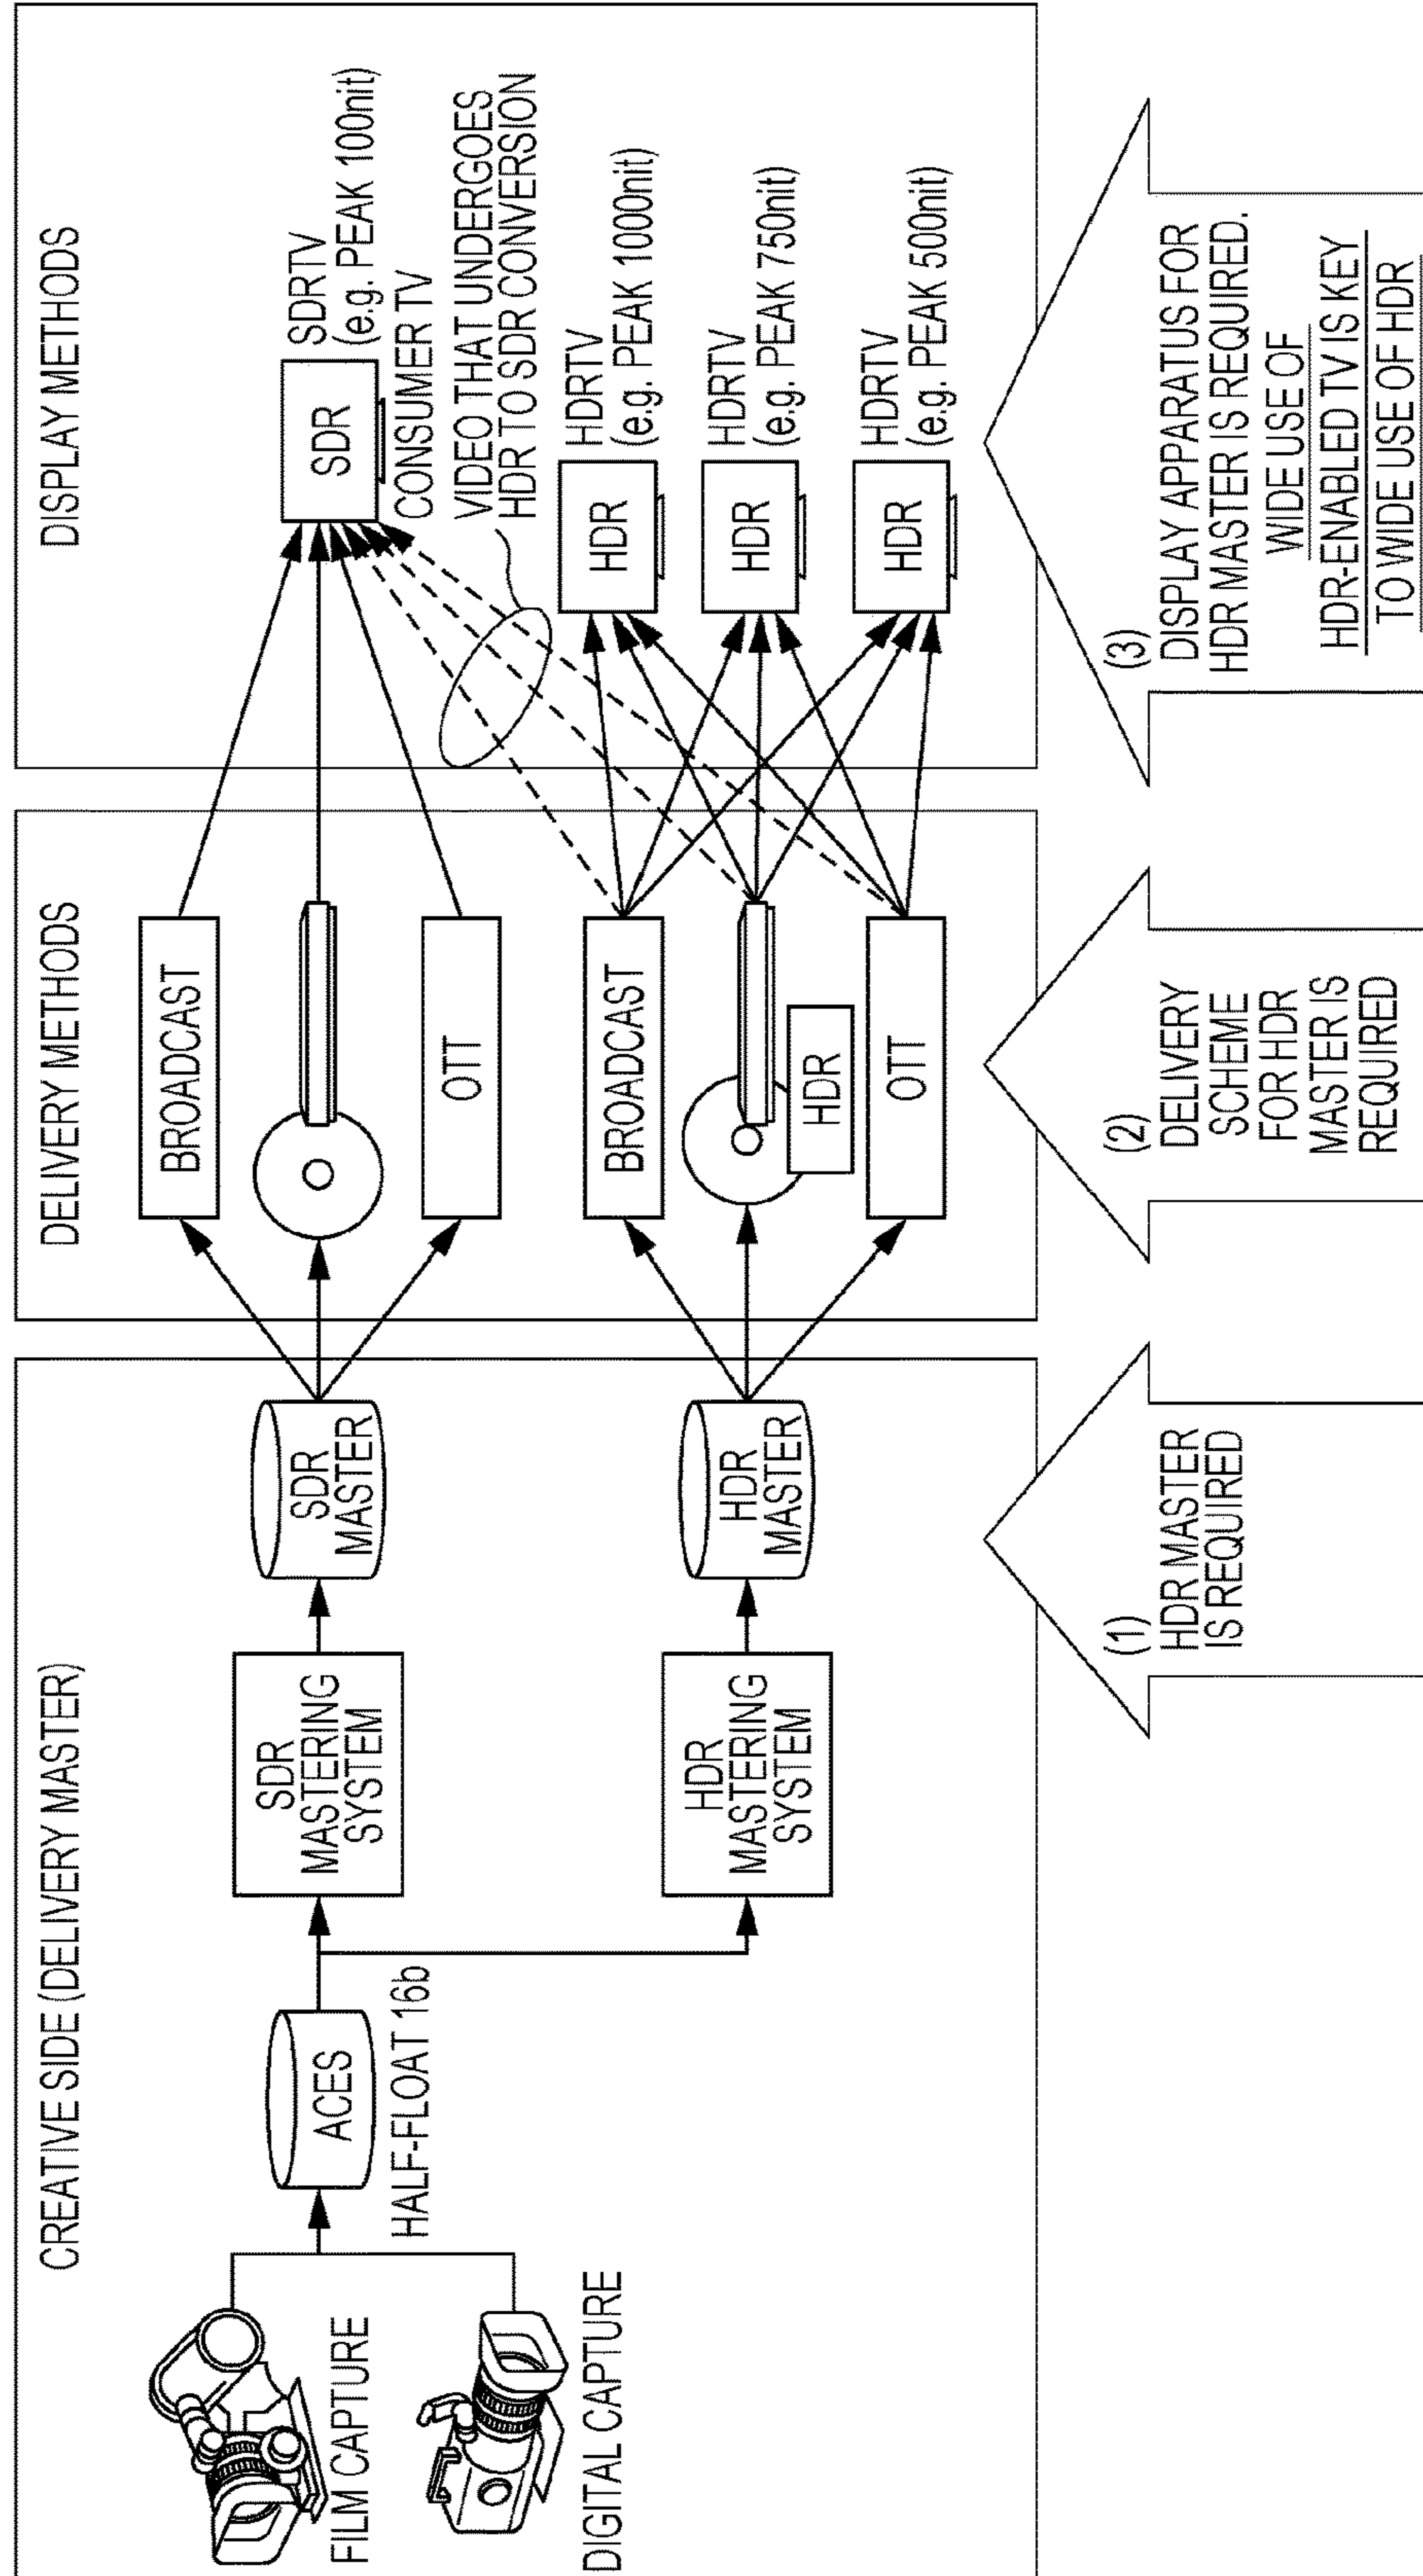 CREATIVE SIDE (DELIVERY MASTER)
FILM CAPTURE
DIGITAL CAPTURE
ACES
HALF-FLOAT 16b
SDR
MASTERING
SYSTEM
SDR
MASTER
HDR
MASTERING
SYSTEM
HDR
MASTER
DELIVERY METHODS
BROADCAST
OTT
BROADCAST
HDR
OTT
DISPLAY METHODS
SDR
SDRTV
(e.g. PEAK 100nit)
CONSUMER TV
VIDEO THAT UNDERGOES
HDR TO SDR CONVERSION
HDR
HDRTV
(e.g. PEAK 1000nit)
HDR
HDRTV
(e.g. PEAK 750nit)
HDR
HDRTV
(e.g. PEAK 500nit)
(1)
HDR MASTER
IS REQUIRED
(2)
DELIVERY
SCHEME
FOR HDR
MASTER IS
REQUIRED
(3)
DISPLAY APPARATUS FOR
HDR MASTER IS REQUIRED.
WIDE USE OF
HDR-ENABLED TV IS KEY
TO WIDE USE OF HDR